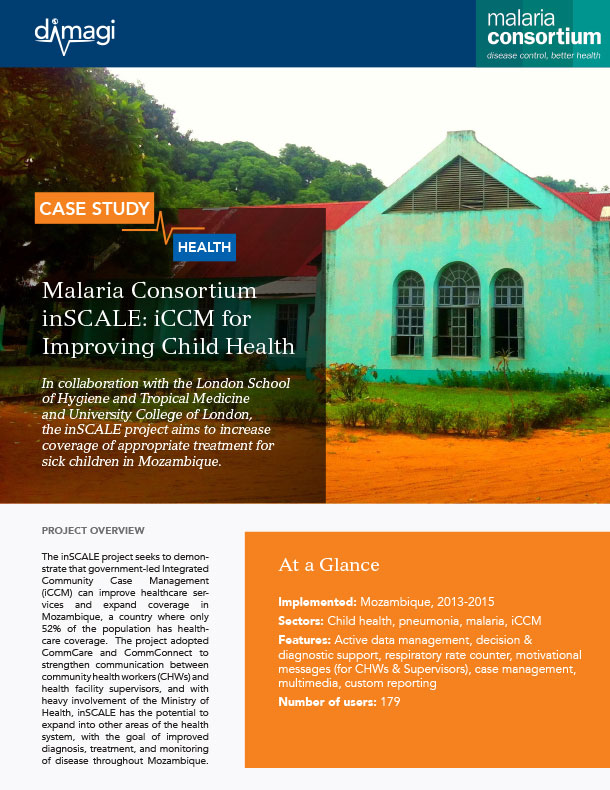 dimagi
malaria
consortium
disease control, better health
CASE STUDY
HEALTH
Malaria Consortium
inSCALE: iCCM for
Improving Child Health
In collaboration with the London School
of Hygiene and Tropical Medicine
and University College of London,
the inSCALE project aims to increase
coverage of appropriate treatment for
sick children in Mozambique.
PROJECT OVERVIEW
The inSCALE project seeks to demon-
strate that government-led Integrated
Community Case Management
(iCCM) can improve healthcare ser-
vices and expand coverage in
Mozambique, a country where only
52% of the population has health-
care coverage. The project adopted
CommCare and CommConnect to
strengthen communication between
community health workers (CHWs) and
health facility supervisors, and with
heavy involvement of the Ministry of
Health, inSCALE has the potential to
expand into other areas of the health
system, with the goal of improved
diagnosis, treatment, and monitoring
of disease throughout Mozambique.
At a Glance
Implemented: Mozambique, 2013-2015
Sectors: Child health, pneumonia, malaria, iCCM
Features: Active data management, decision &
diagnostic support, respiratory rate counter, motivational
messages (for CHWs & Supervisors), case management,
multimedia, custom reporting
Number of users: 179